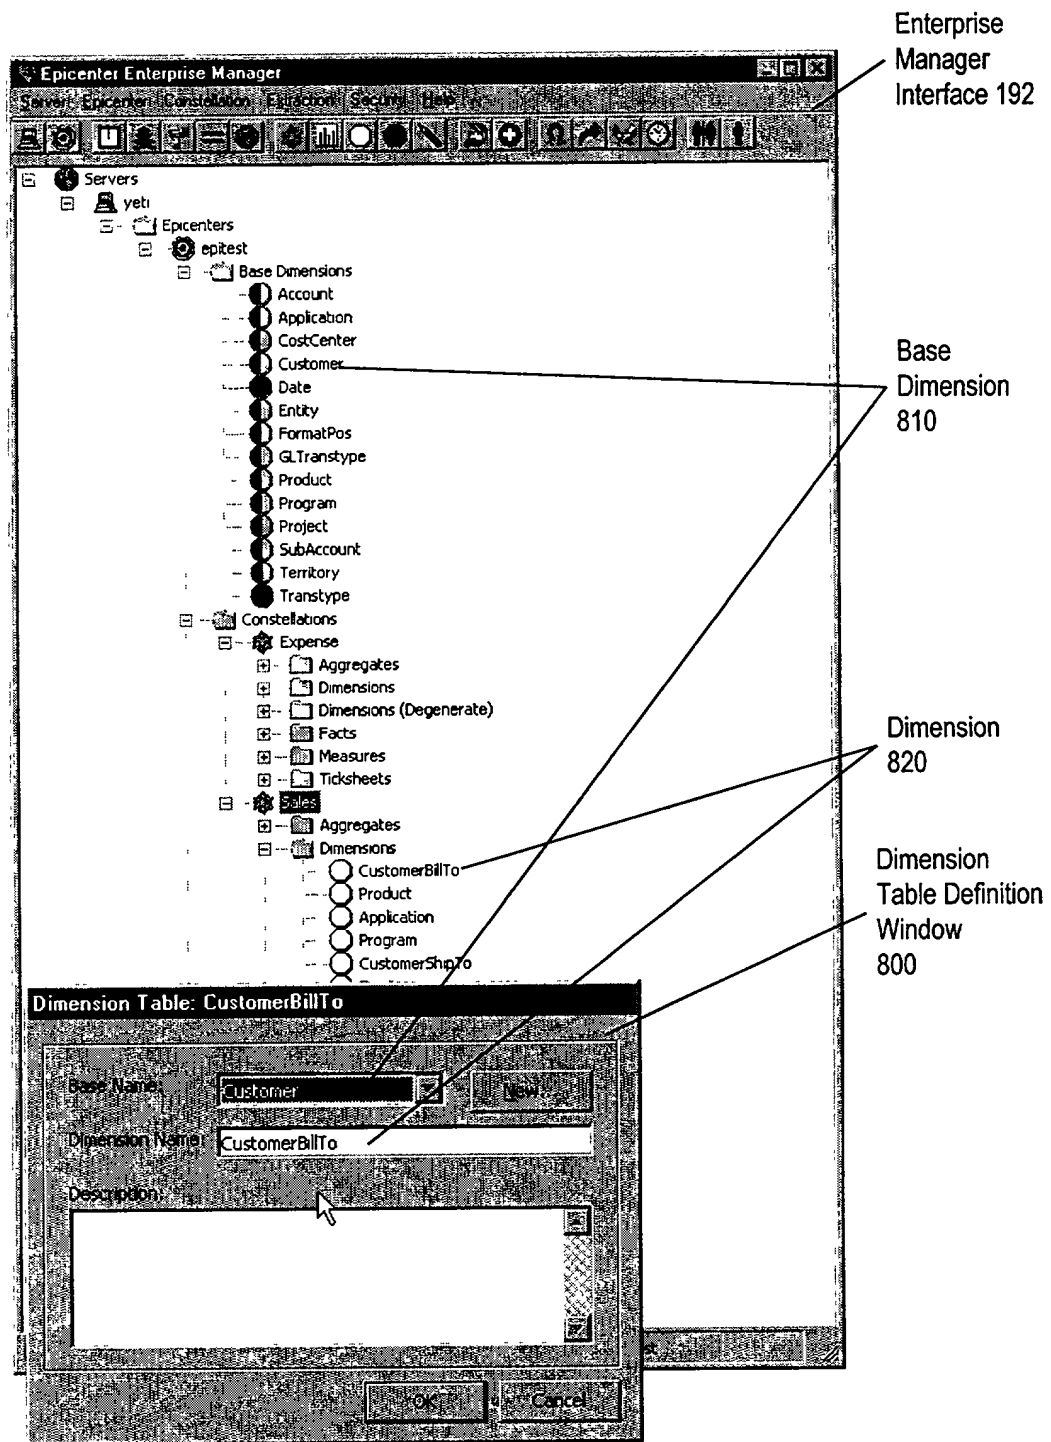 Enterprise
Manager
Interface 192
Epicenter Enterprise Manager
Server Epicenter Constellation Extraction Security Help
Servers
yeti
Epicenters
epitest
Base Dimensions
Account
Application
CostCenter
Customer
Date
Entity
FormatPos
GLTranstype
Product
Program
Project
SubAccount
Territory
Transtype
Constellations
Expense
Aggregates
Dimensions
Dimensions (Degenerate)
Facts
Measures
Ticksheets
Sales
Aggregates
Dimensions
CustomerBillTo
Product
Application
Program
CustomerShipTo
Base
Dimension
810
Dimension
820
Dimension
Table Definition
Window
800
Dimension Table: CustomerBillTo
Base Name: Customer New...
Dimension Name: CustomerBillTo
Description:
OK Cancel